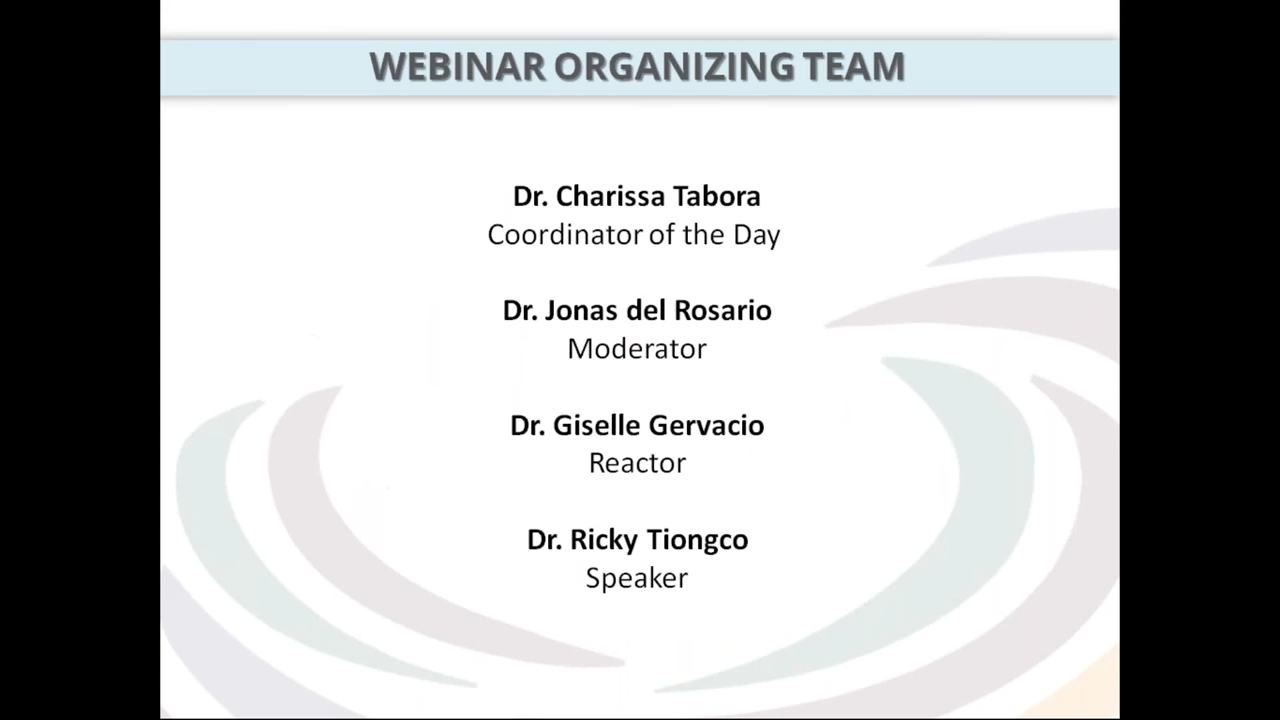 WEBINAR ORGANIZING TEAM
Dr. Charissa Tabora
Coordinator of the Day
Dr. Jonas del Rosario
Moderator
Dr. Giselle Gervacio
Reactor
Dr. Ricky Tiongco
Speaker